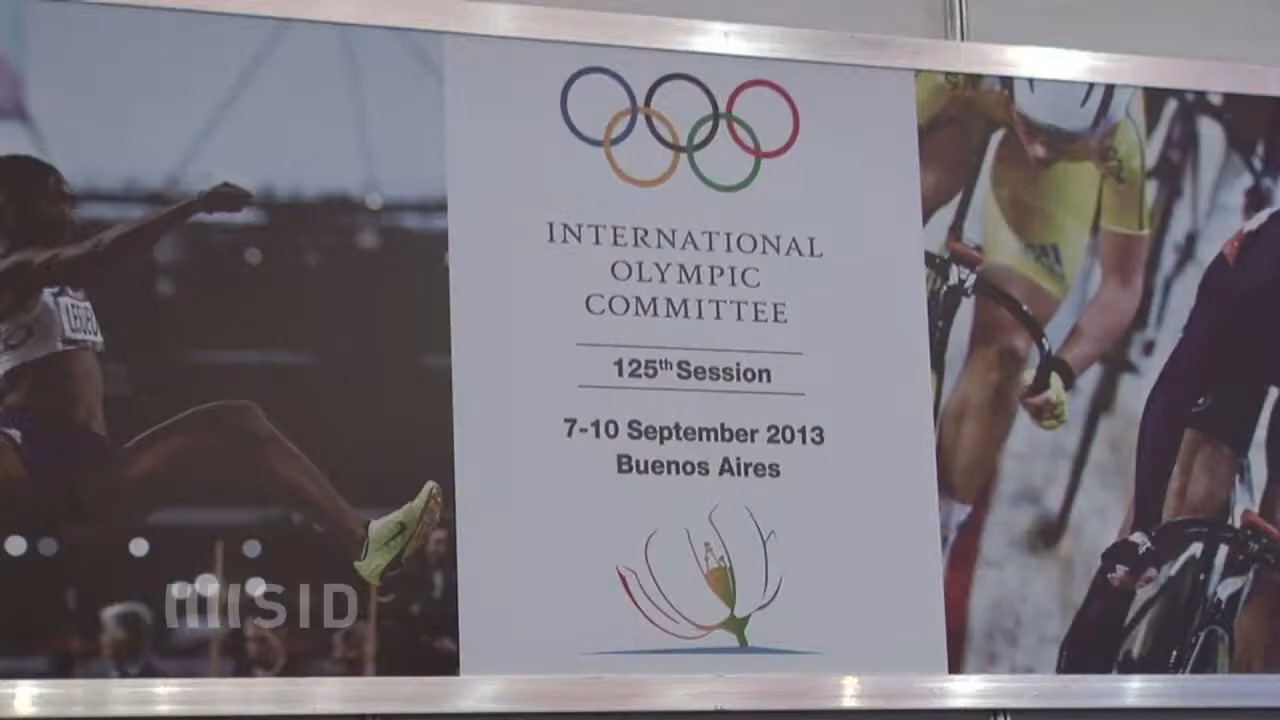 INTERNATIONAL
OLYMPIC
COMMITTEE
125th Session
7-10 September 2013
Buenos Aires
SID